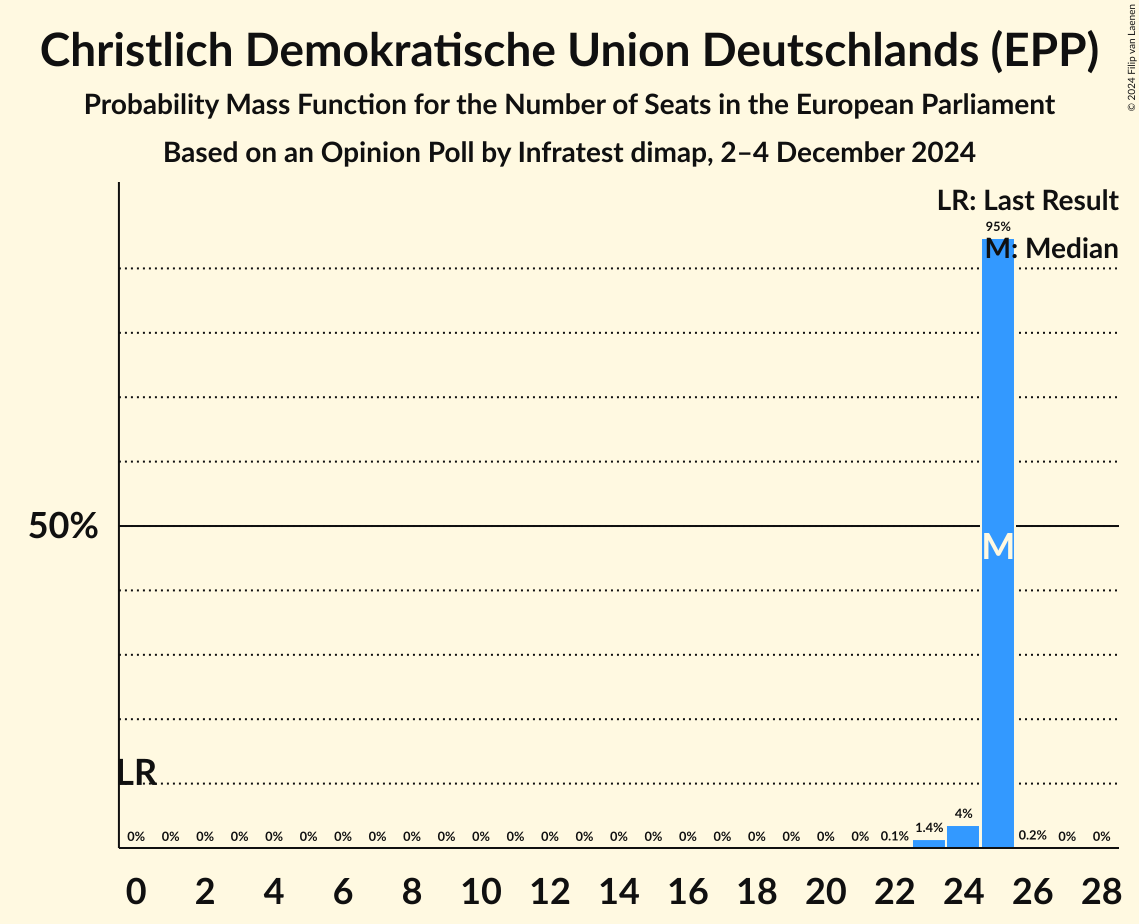 Christlich Demokratische Union Deutschlands (EPP)
Probability Mass Function for the Number of Seats in the European Parliament
Based on an Opinion Poll by Infratest dimap, 2–4 December 2024
© 2024 Filip van Laenen
LR: Last Result
95%
M: Median
50%
M
LR
0% 0% 0% 0% 0% 0% 0% 0% 0% 0% 0% 0% 0% 0% 0% 0% 0% 0% 0% 0% 0% 0% 0.1% 1.4% 4% 0.2% 0% 0%
0 2 4 6 8 10 12 14 16 18 20 22 24 26 28